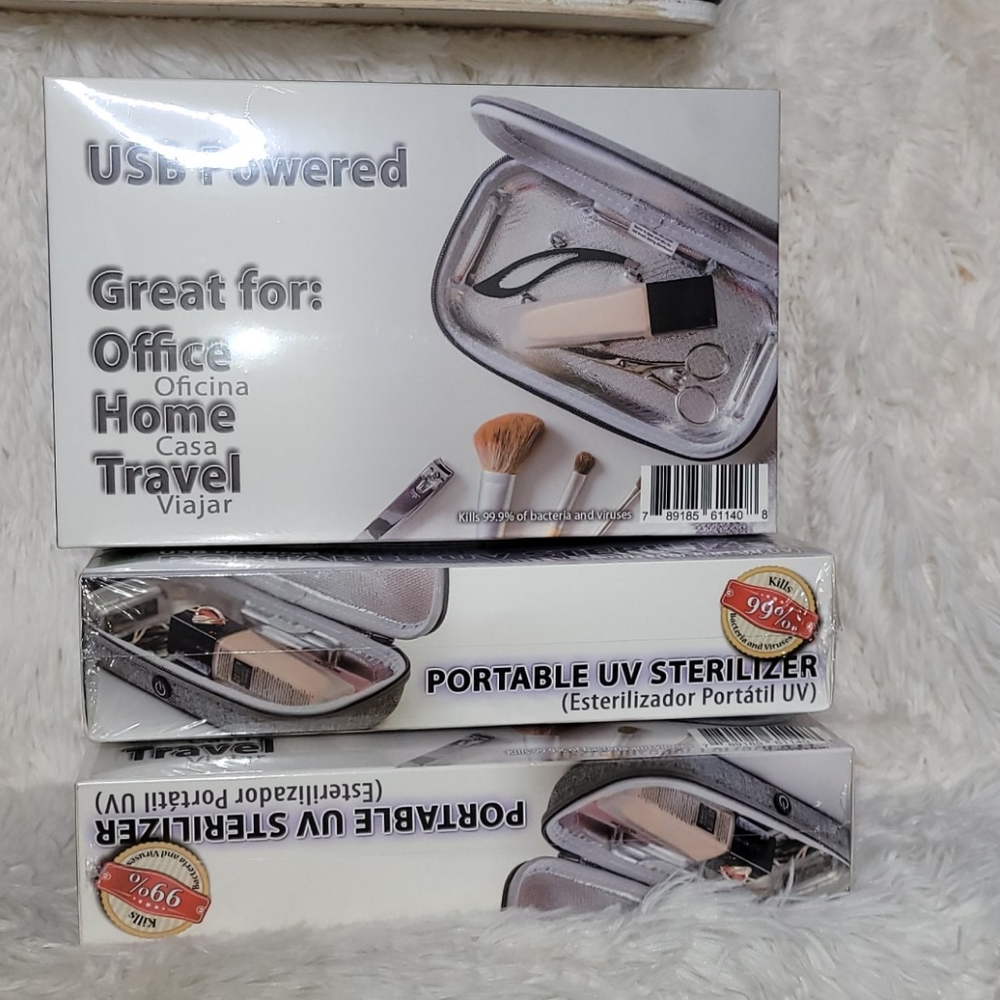 USB Powered
Great for:
Office
Oficina
Home
Casa
Travel
Viajar
Kills 99.9% of bacteria and viruses
7 89185 61140 8
Kills
99%
Bacteria and Viruses
PORTABLE UV STERILIZER
(Esterilizador Portátil UV)
Travel
Viajar
PORTABLE UV STERILIZER
(Esterilizador Portátil UV)
Kills
99%
Bacteria and Viruses